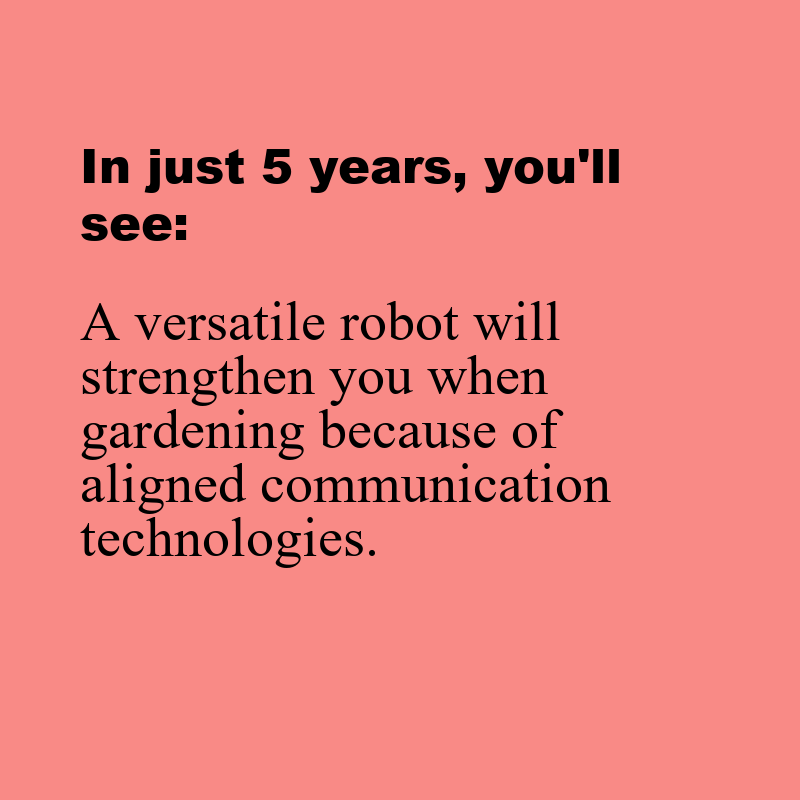 In just 5 years, you'll
see:
A versatile robot will
strengthen you when
gardening because of
aligned communication
technologies.